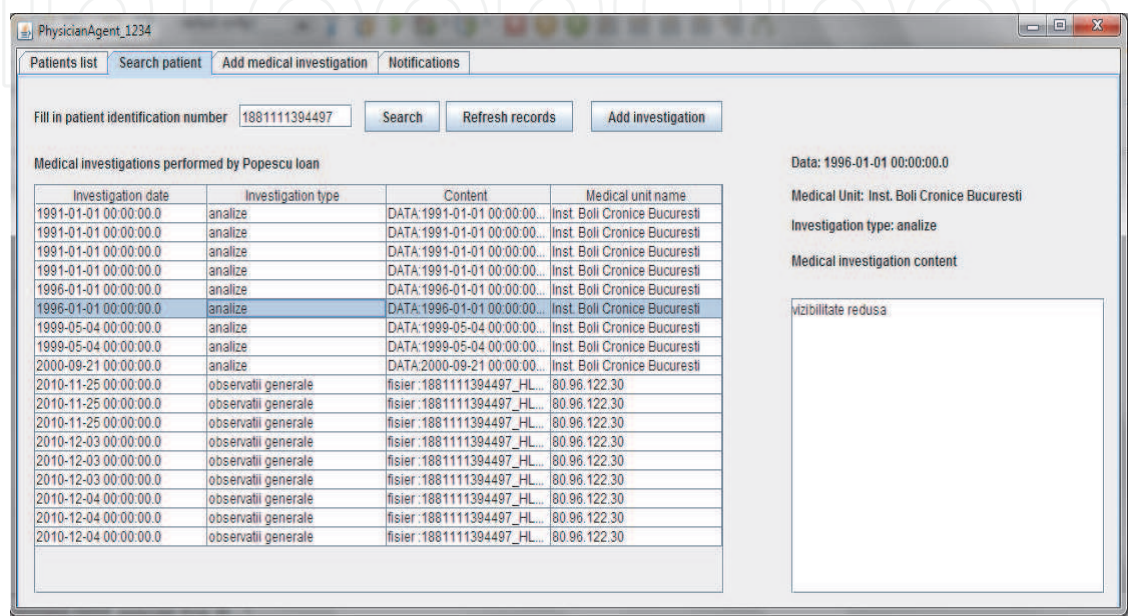 PhysicianAgent_1234
Patients list Search patient Add medical investigation Notifications
Fill in patient identification number 1881111394497 Search Refresh records Add investigation
Medical investigations performed by Popescu Ioan
Investigation date Investigation type Content Medical unit name
1991-01-01 00:00:00.0 analize DATA:1991-01-01 00:00:00... Inst. Boli Cronice Bucuresti
1991-01-01 00:00:00.0 analize DATA:1991-01-01 00:00:00... Inst. Boli Cronice Bucuresti
1991-01-01 00:00:00.0 analize DATA:1991-01-01 00:00:00... Inst. Boli Cronice Bucuresti
1991-01-01 00:00:00.0 analize DATA:1991-01-01 00:00:00... Inst. Boli Cronice Bucuresti
1996-01-01 00:00:00.0 analize DATA:1996-01-01 00:00:00... Inst. Boli Cronice Bucuresti
1996-01-01 00:00:00.0 analize DATA:1996-01-01 00:00:00... Inst. Boli Cronice Bucuresti
1999-05-04 00:00:00.0 analize DATA:1999-05-04 00:00:00... Inst. Boli Cronice Bucuresti
1999-05-04 00:00:00.0 analize DATA:1999-05-04 00:00:00... Inst. Boli Cronice Bucuresti
2000-09-21 00:00:00.0 analize DATA:2000-09-21 00:00:00... Inst. Boli Cronice Bucuresti
2010-11-25 00:00:00.0 observatii generale fisier :1881111394497_HL... 80.96.122.30
2010-11-25 00:00:00.0 observatii generale fisier :1881111394497_HL... 80.96.122.30
2010-11-25 00:00:00.0 observatii generale fisier :1881111394497_HL... 80.96.122.30
2010-12-03 00:00:00.0 observatii generale fisier :1881111394497_HL... 80.96.122.30
2010-12-03 00:00:00.0 observatii generale fisier :1881111394497_HL... 80.96.122.30
2010-12-03 00:00:00.0 observatii generale fisier :1881111394497_HL... 80.96.122.30
2010-12-04 00:00:00.0 observatii generale fisier :1881111394497_HL... 80.96.122.30
2010-12-04 00:00:00.0 observatii generale fisier :1881111394497_HL... 80.96.122.30
2010-12-04 00:00:00.0 observatii generale fisier :1881111394497_HL... 80.96.122.30
Data: 1996-01-01 00:00:00.0
Medical Unit: Inst. Boli Cronice Bucuresti
Investigation type: analize
Medical investigation content
vizibilitate redusa